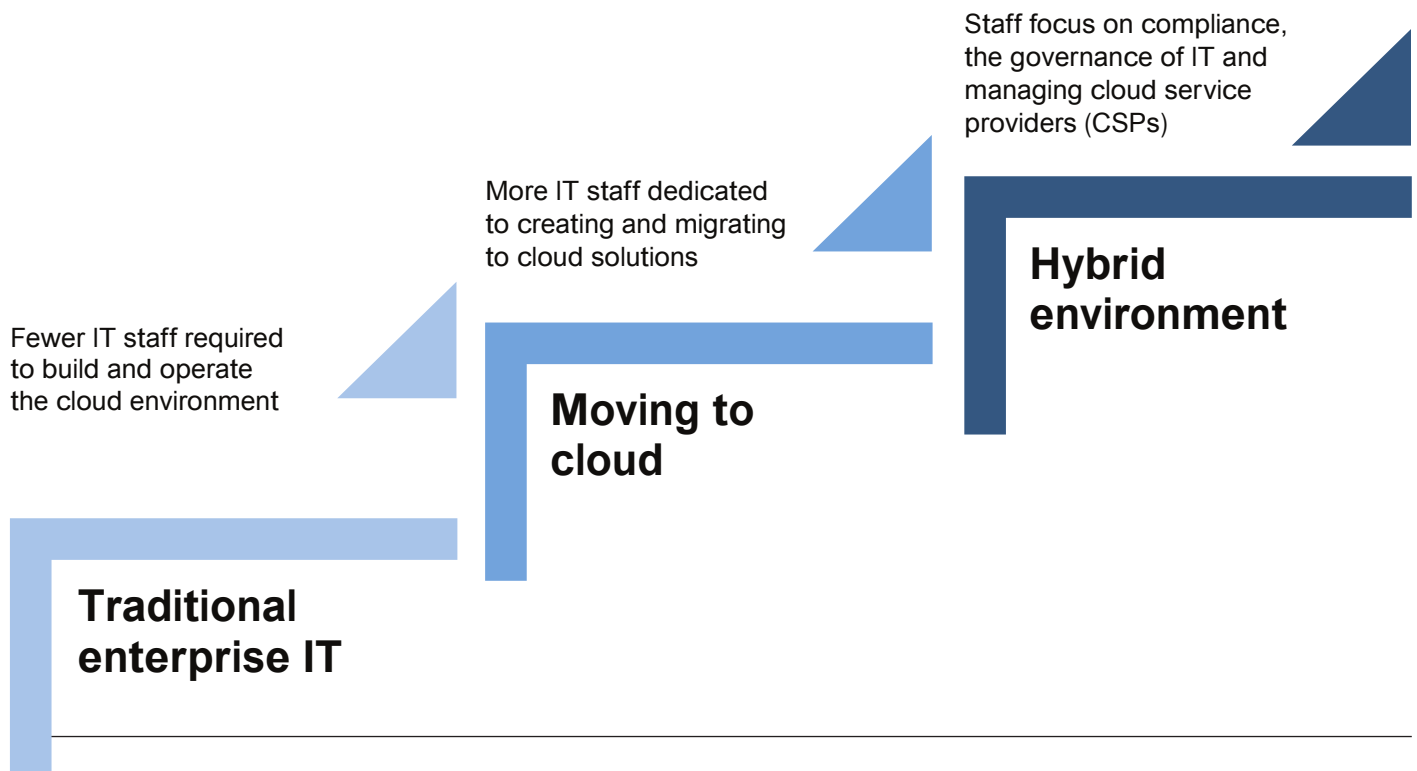 Fewer IT staff required
to build and operate
the cloud environment
Traditional
enterprise IT
More IT staff dedicated
to creating and migrating
to cloud solutions
Moving to
cloud
Staff focus on compliance,
the governance of IT and
managing cloud service
providers (CSPs)
Hybrid
environment